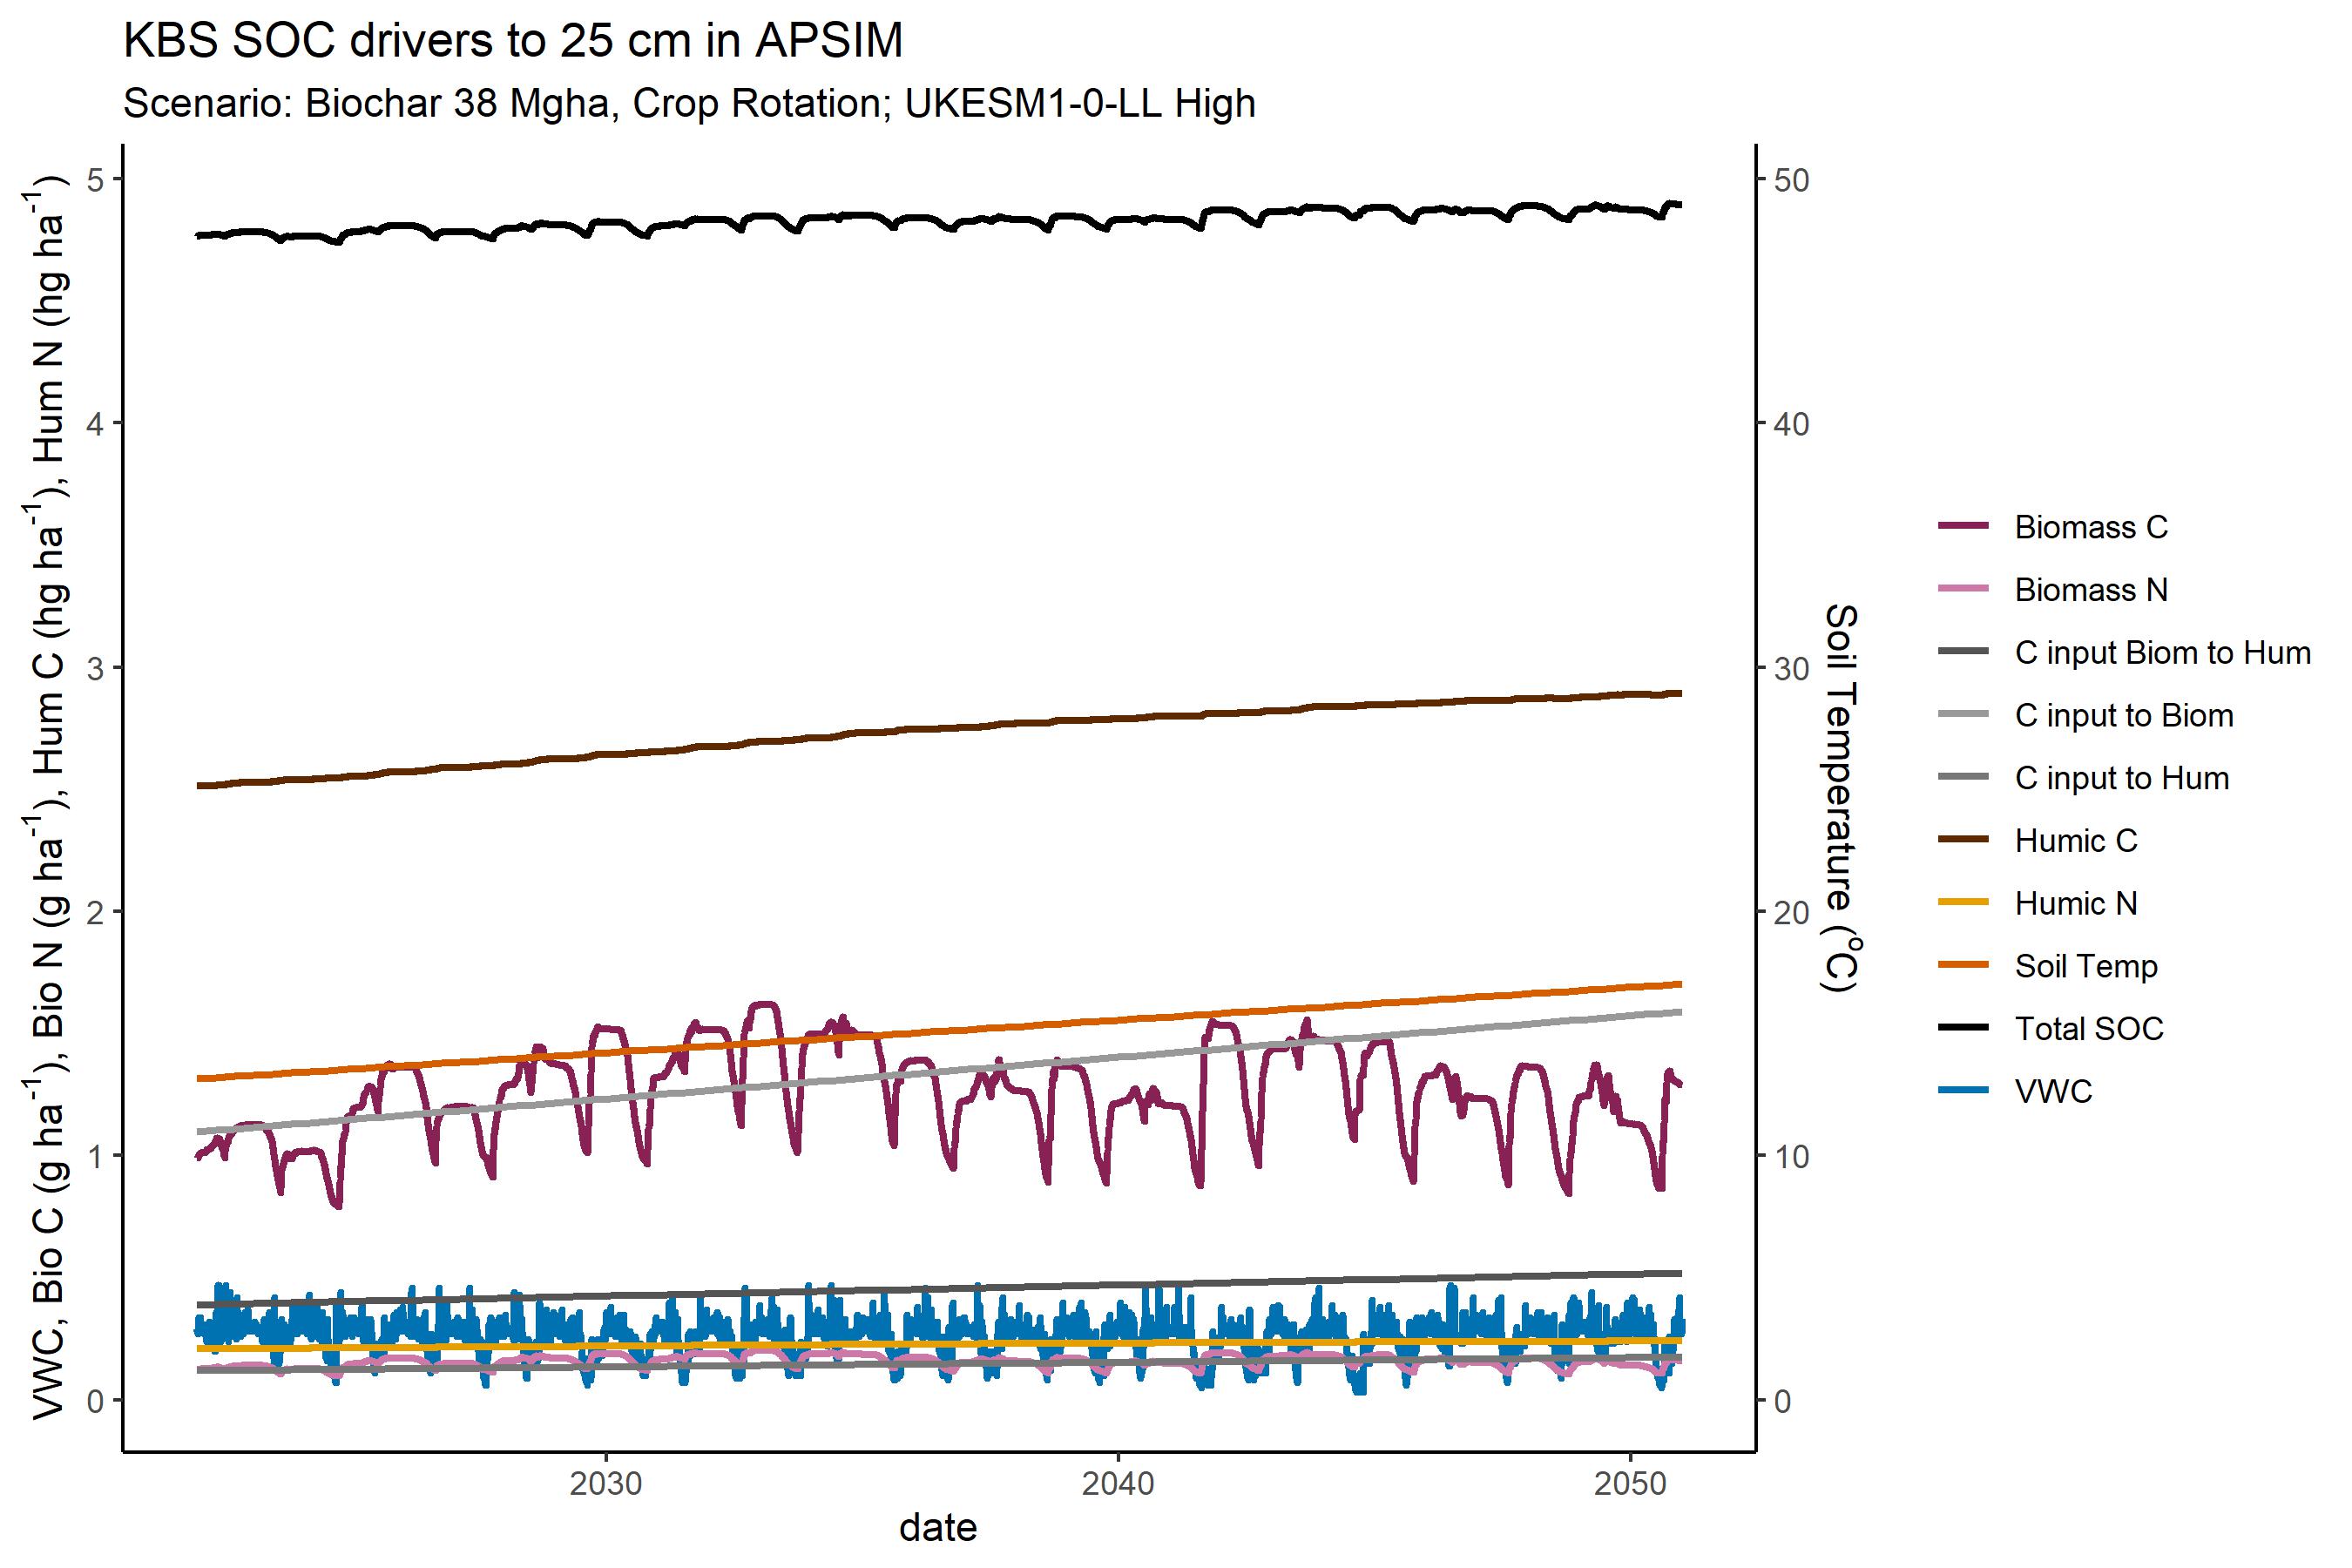 KBS SOC drivers to 25 cm in APSIM
Scenario: Biochar 38 Mgha, Crop Rotation; UKESM1-0-LL High
VWC, Bio C (g ha⁻¹), Bio N (g ha⁻¹), Hum C (hg ha⁻¹), Hum N (hg ha⁻¹)
5
4
3
2
1
0
50
40
30
20
10
0
Soil Temperature (°C)
2030
2040
2050
date
Biomass C
Biomass N
C input Biom to Hum
C input to Biom
C input to Hum
Humic C
Humic N
Soil Temp
Total SOC
VWC